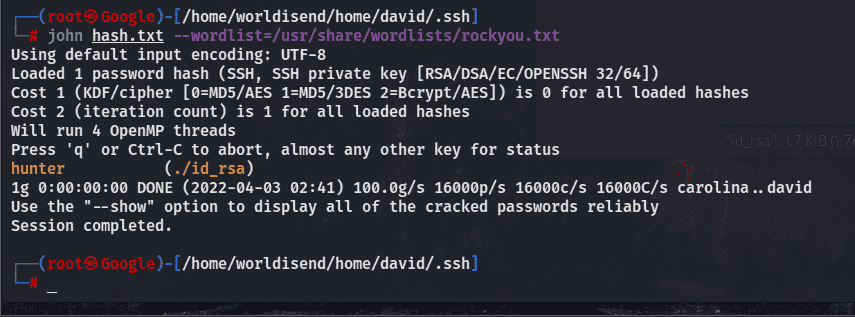 ┌──(root㉿Google)-[/home/worldisend/home/david/.ssh]
└─# john hash.txt --wordlist=/usr/share/wordlists/rockyou.txt
Using default input encoding: UTF-8
Loaded 1 password hash (SSH, SSH private key [RSA/DSA/EC/OPENSSH 32/64])
Cost 1 (KDF/cipher [0=MD5/AES 1=MD5/3DES 2=Bcrypt/AES]) is 0 for all loaded hashes
Cost 2 (iteration count) is 1 for all loaded hashes
Will run 4 OpenMP threads
Press 'q' or Ctrl-C to abort, almost any other key for status
"id_rsa": 1,7 KiB (1,76
hunter           (./id_rsa)
1g 0:00:00:00 DONE (2022-04-03 02:41) 100.0g/s 16000p/s 16000c/s 16000C/s carolina..david
Use the "--show" option to display all of the cracked passwords reliably
Session completed.
┌──(root㉿Google)-[/home/worldisend/home/david/.ssh]
└─# _